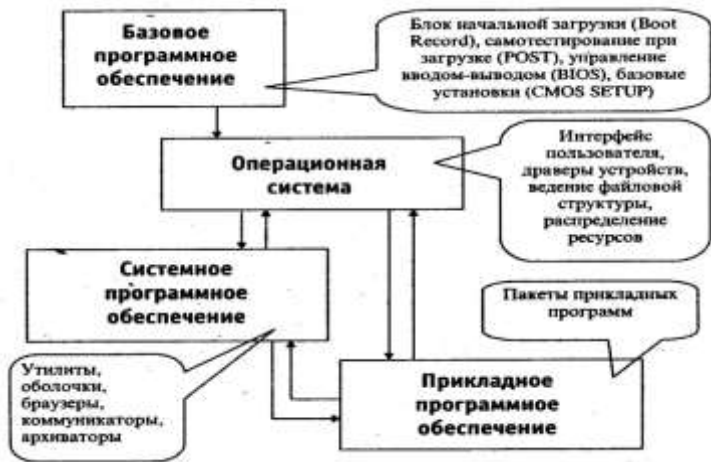 Базовое
программное
обеспечение
Блок начальной загрузки (Boot
Record), самотестирование при
загрузке (POST), управление
вводом-выводом (BIOS), базовые
установки (CMOS SETUP)
Операционная
система
Интерфейс
пользователя,
драверы устройств,
ведение файловой
структуры,
распределение
ресурсов
Системное
программное
обеспечение
Пакеты прикладных
программ
Утилиты,
оболочки,
браузеры,
коммуникаторы,
архиваторы
Прикладное
программное
обеспечение